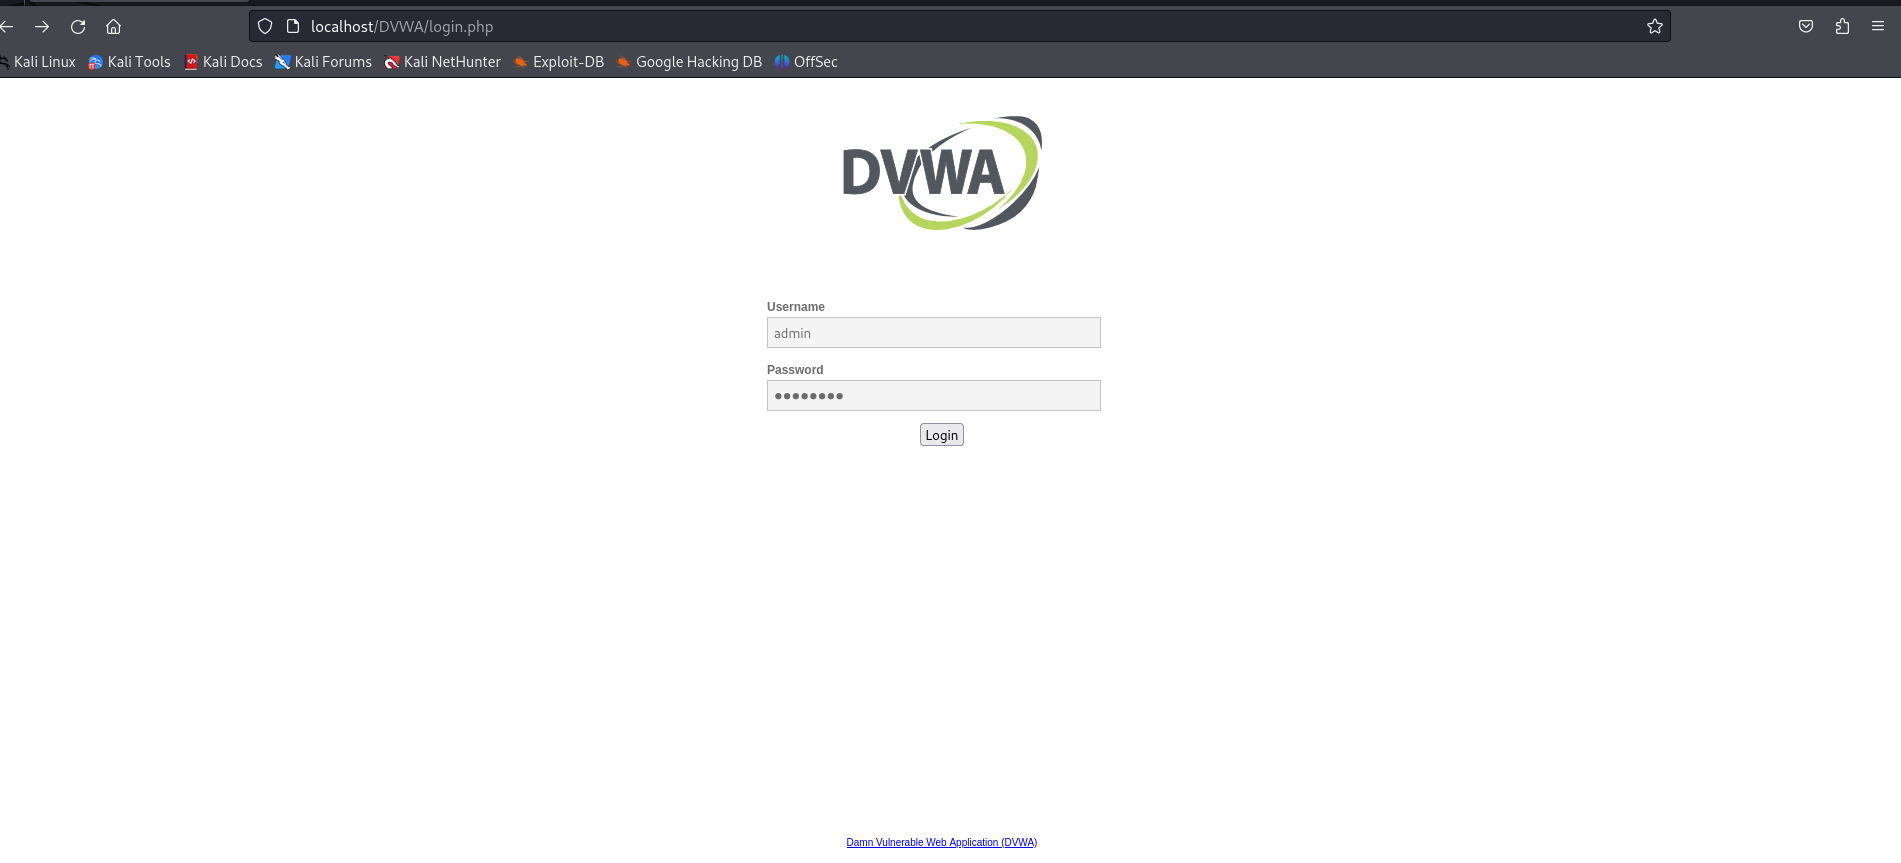 localhost/DVWA/login.php
Kali Linux Kali Tools Kali Docs Kali Forums Kali NetHunter Exploit-DB Google Hacking DB OffSec
DVWA
Username
admin
Password
••••••••
Login
Damn Vulnerable Web Application (DVWA)